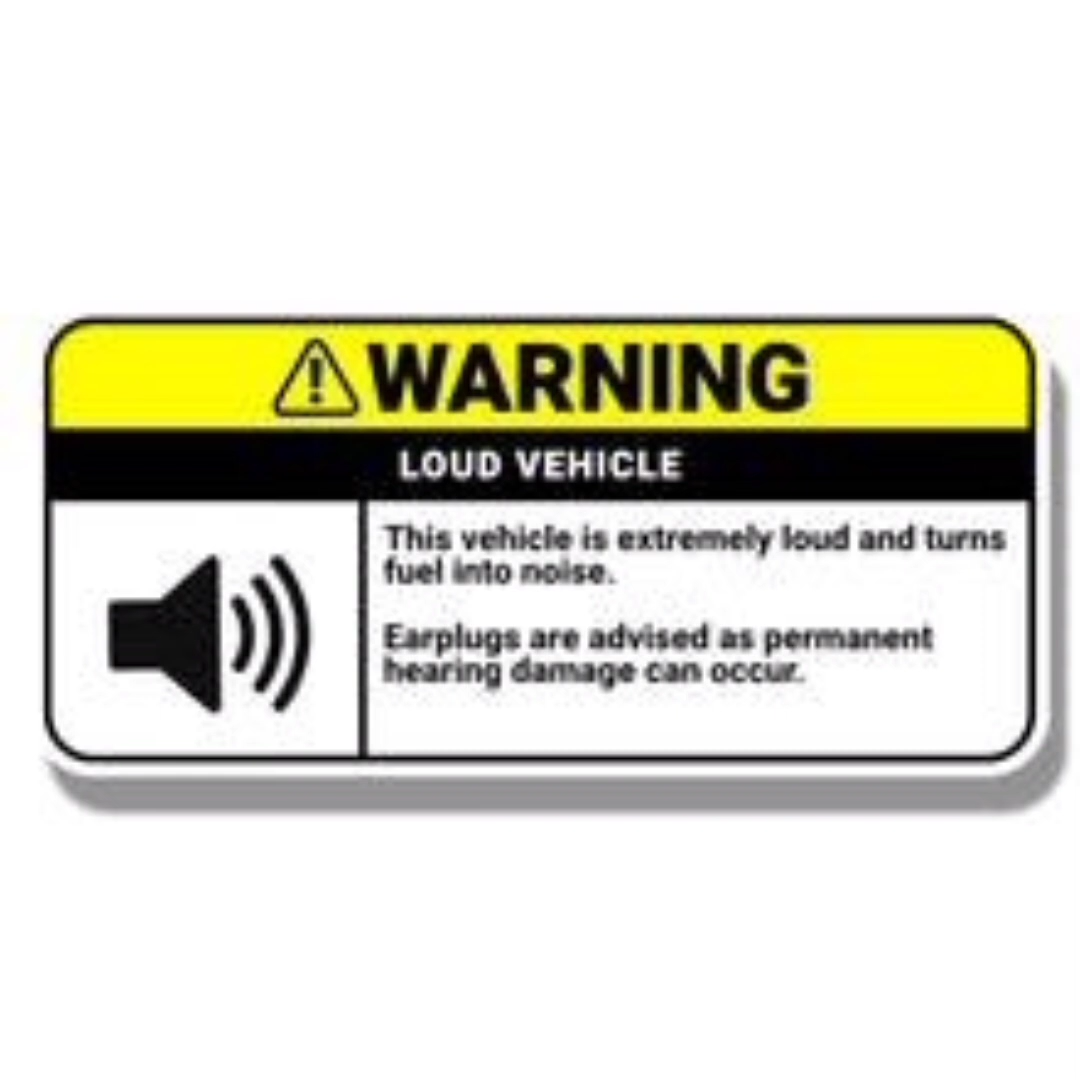 WARNING
LOUD VEHICLE
This vehicle is extremely loud and turns
fuel into noise.
Earplugs are advised as permanent
hearing damage can occur.